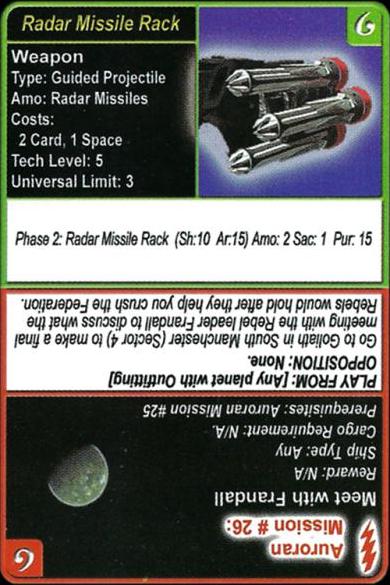 Radar Missile Rack
G
Weapon
Type: Guided Projectile
Amo: Radar Missiles
Costs:
2 Card, 1 Space
Tech Level: 5
Universal Limit: 3
Phase 2: Radar Missile Rack (Sh:10 Ar:15) Amo: 2 Sac: 1 Pur: 15
Auroran
Mission # 26:
G
Meet with Frandall
Reward: N/A
Ship Type: Any
Cargo Requirement: N/A.
Prerequisites: Auroran Mission #25
PLAY FROM: [Any planet with Outfitting]
OPPOSITION: None.
Go to Goliath in South Manchester (Sector 4) to make a final
meeting with the Rebel leader Frandall to discuss what the
Rebels would hold after they help you crush the Federation.